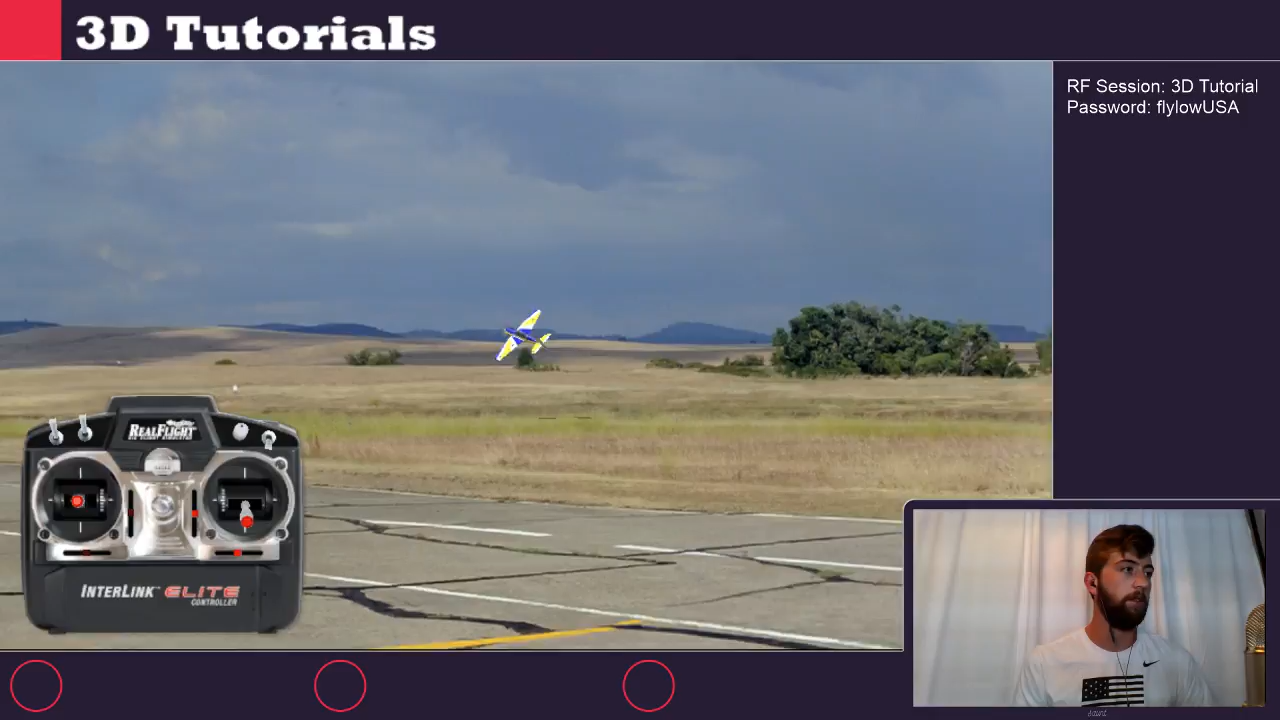 3D Tutorials
RF Session: 3D Tutorial
Password: flylowUSA
REALFLIGHT
INTERLINK ELITE
CONTROLLER